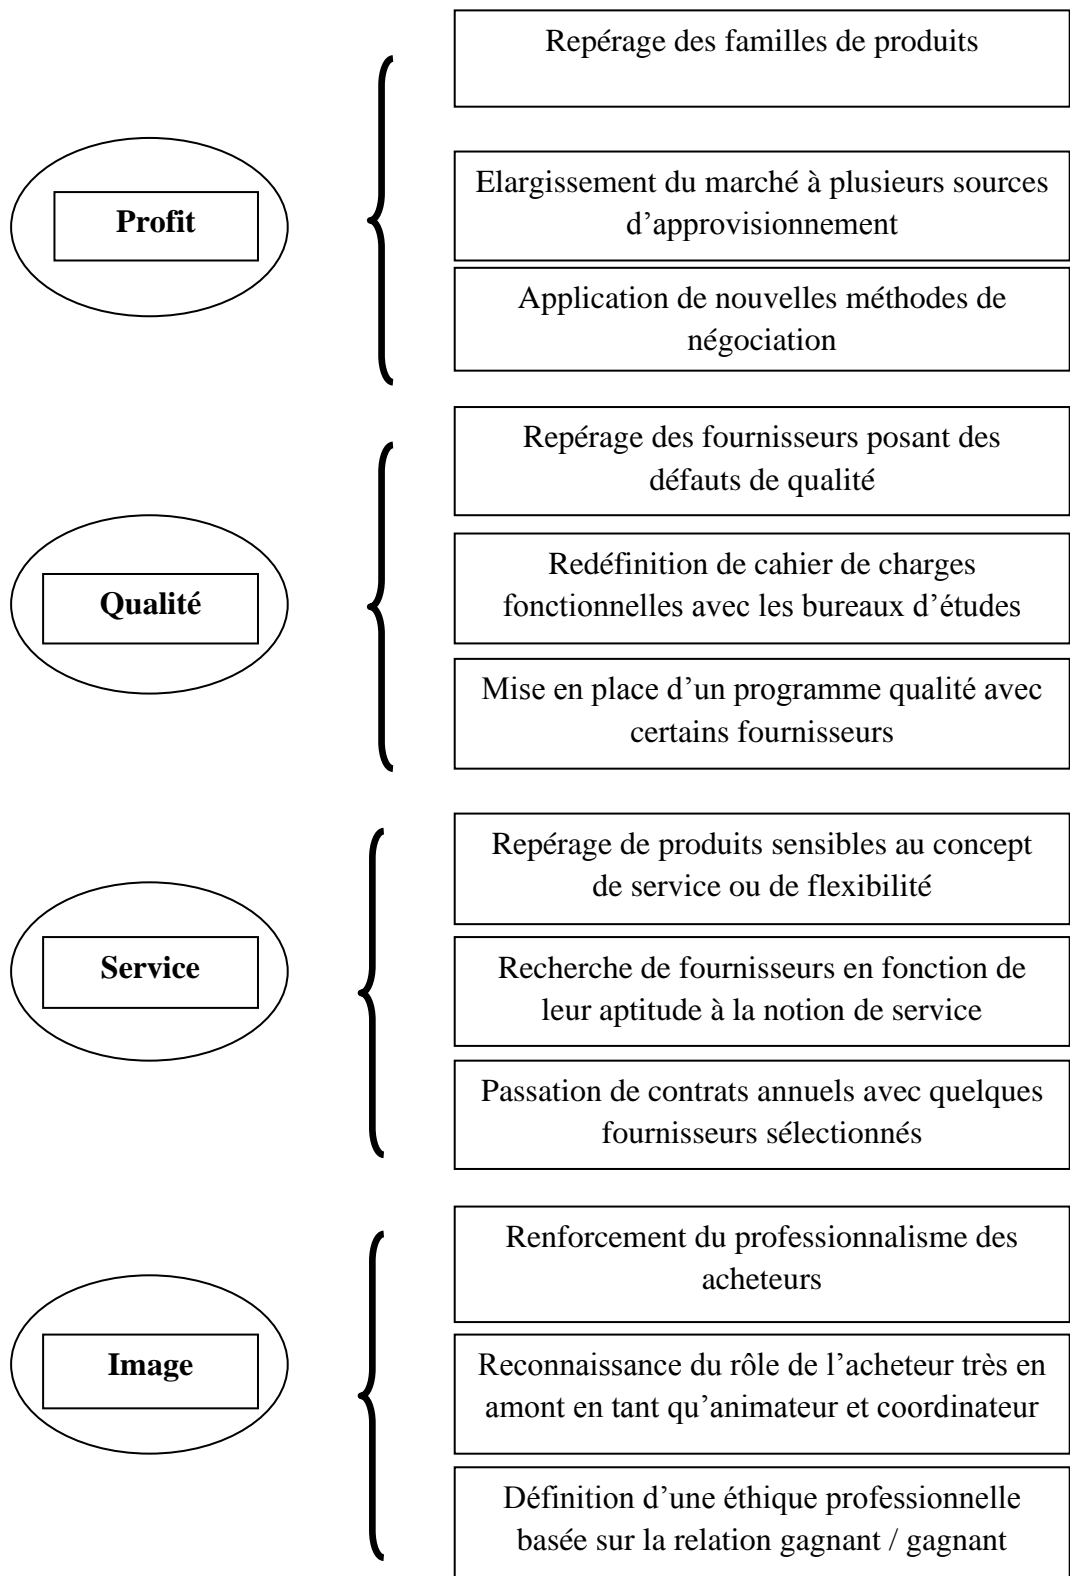 Repérage des familles de produits
Profit
Elargissement du marché à plusieurs sources
d’approvisionnement
Application de nouvelles méthodes de
négociation
Qualité
Repérage des fournisseurs posant des
défauts de qualité
Redéfinition de cahier de charges
fonctionnelles avec les bureaux d’études
Mise en place d’un programme qualité avec
certains fournisseurs
Service
Repérage de produits sensibles au concept
de service ou de flexibilité
Recherche de fournisseurs en fonction de
leur aptitude à la notion de service
Passation de contrats annuels avec quelques
fournisseurs sélectionnés
Image
Renforcement du professionnalisme des
acheteurs
Reconnaissance du rôle de l’acheteur très en
amont en tant qu’animateur et coordinateur
Définition d’une éthique professionnelle
basée sur la relation gagnant / gagnant